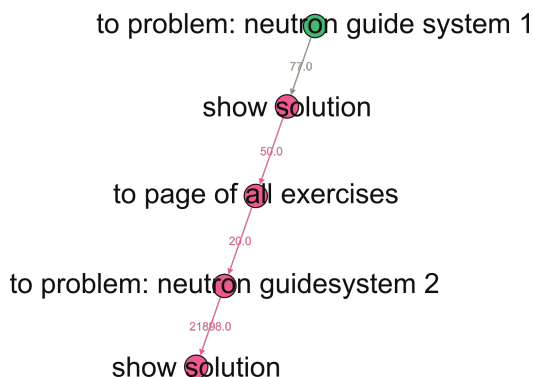 to problem: neutron guide system 1
77.0
show solution
50.0
to page of all exercises
20.0
to problem: neutron guidesystem 2
21898.0
show solution